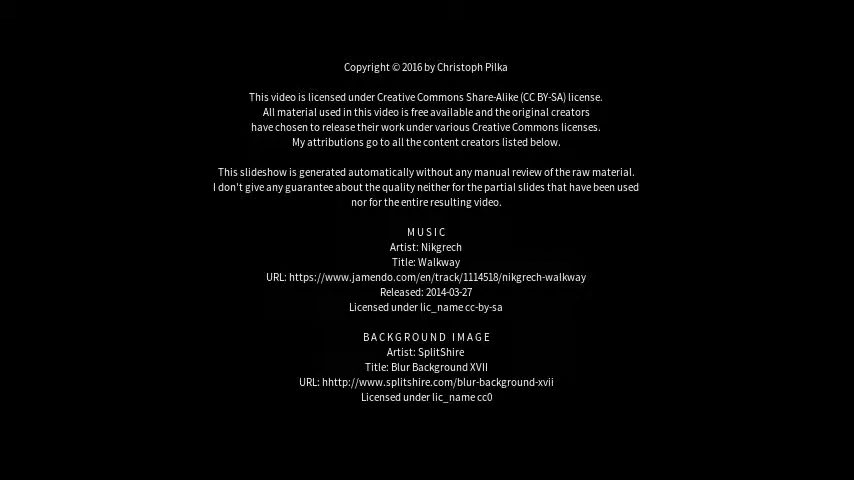 Copyright © 2016 by Christoph Pilka
This video is licensed under Creative Commons Share-Alike (CC BY-SA) license.
All material used in this video is free available and the original creators
have chosen to release their work under various Creative Commons licenses.
My attributions go to all the content creators listed below.
This slideshow is generated automatically without any manual review of the raw material.
I don't give any guarantee about the quality neither for the partial slides that have been used
nor for the entire resulting video.
M U S I C
Artist: Nikgrech
Title: Walkway
URL: https://www.jamendo.com/en/track/1114518/nikgrech-walkway
Released: 2014-03-27
Licensed under lic_name cc-by-sa
B A C K G R O U N D   I M A G E
Artist: SplitShire
Title: Blur Background XVII
URL: hhttp://www.splitshire.com/blur-background-xvii
Licensed under lic_name cc0